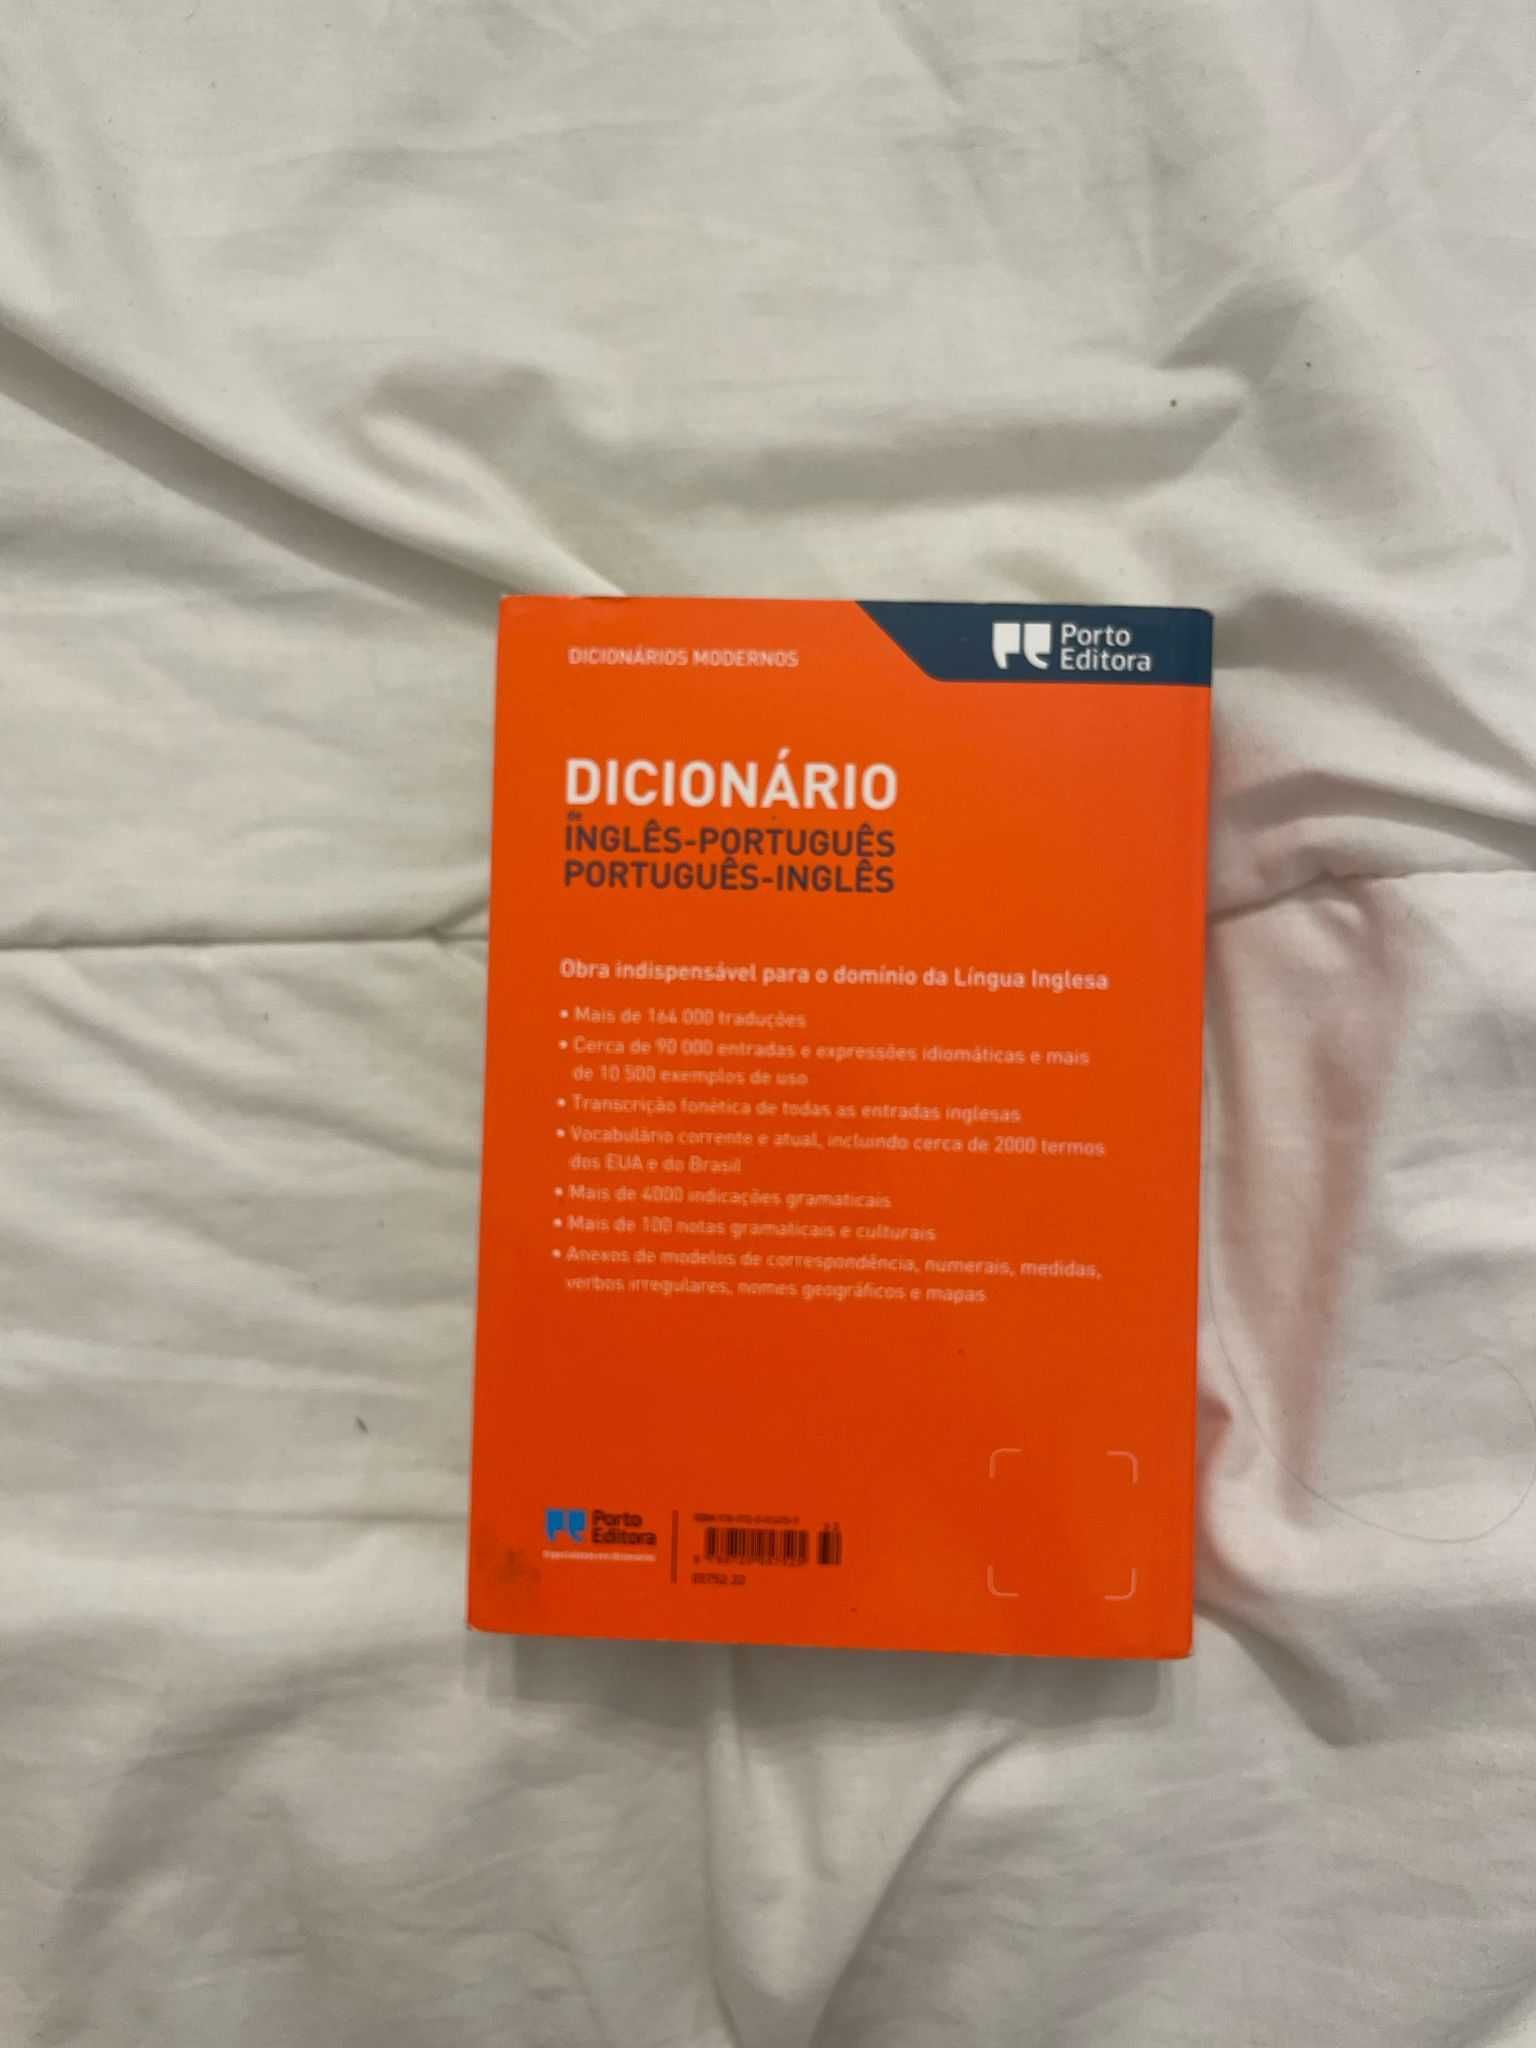 DICIONÁRIOS MODERNOS
Porto
Editora
DICIONÁRIO
de
INGLÊS-PORTUGUÊS
PORTUGUÊS-INGLÊS
Obra indispensável para o domínio da Língua Inglesa
• Mais de 164 000 traduções
• Cerca de 90 000 entradas e expressões idiomáticas e mais
de 10 500 exemplos de uso
• Transcrição fonética de todas as entradas inglesas
• Vocabulário corrente e atual, incluindo cerca de 2000 termos
dos EUA e do Brasil
• Mais de 4000 indicações gramaticais
• Mais de 100 notas gramaticais e culturais
• Anexos de modelos de correspondência, numerais, medidas,
verbos irregulares, nomes geográficos e mapas
Porto
Editora